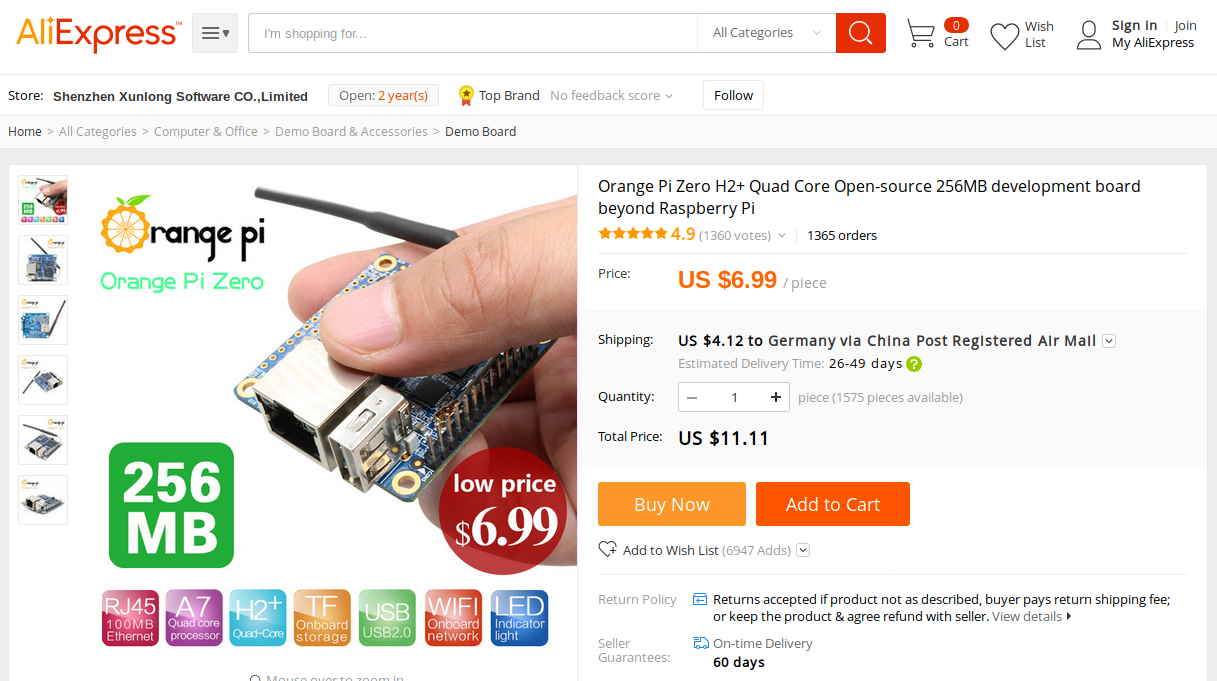 AliExpress™
I'm shopping for...
All Categories
0
Cart
Wish
List
Sign in | Join
My AliExpress
Store: Shenzhen Xunlong Software CO.,Limited
Open: 2 year(s)
Top Brand
No feedback score
Follow
Home > All Categories > Computer & Office > Demo Board & Accessories > Demo Board
Orange pi
Orange Pi Zero
256
MB
low price
$6.99
RJ45
100MB
Ethernet
A7
Quad core
processor
H2+
Quad-Core
TF
Onboard
storage
USB
USB2.0
WIFI
Onboard
network
LED
Indicator
light
Mouse over to zoom in
Orange Pi Zero H2+ Quad Core Open-source 256MB development board
beyond Raspberry Pi
4.9 (1360 votes)
1365 orders
Price:
US $6.99 / piece
Shipping:
US $4.12 to Germany via China Post Registered Air Mail
Estimated Delivery Time: 26-49 days ?
Quantity:
− 1 +
piece (1575 pieces available)
Total Price:
US $11.11
Buy Now
Add to Cart
Add to Wish List (6947 Adds)
Return Policy
Returns accepted if product not as described, buyer pays return shipping fee;
or keep the product & agree refund with seller. View details
Seller
Guarantees:
On-time Delivery
60 days